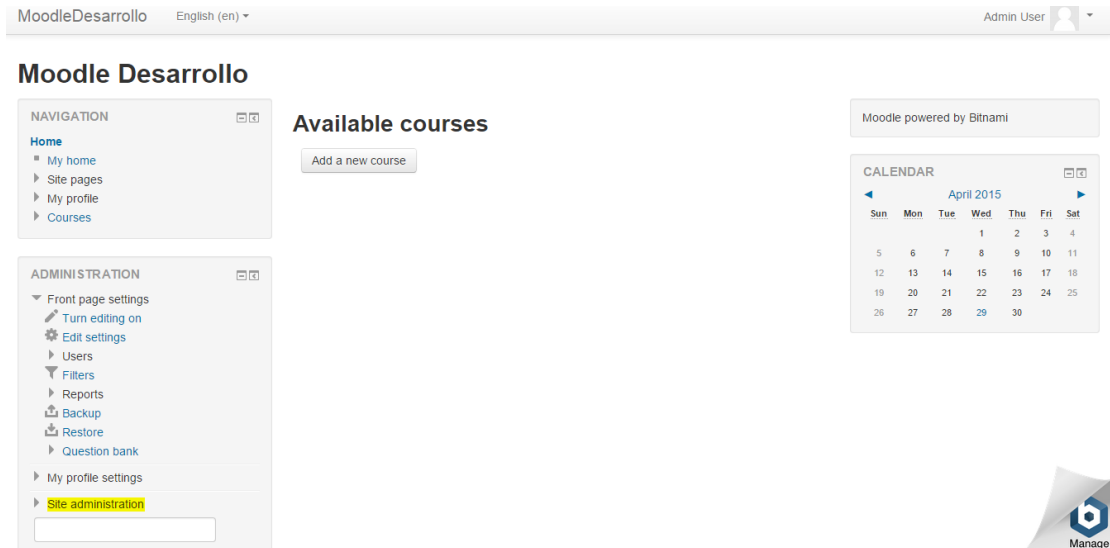 MoodleDesarrollo English (en)
Admin User
Moodle Desarrollo
NAVIGATION
Home
My home
Site pages
My profile
Courses
ADMINISTRATION
Front page settings
Turn editing on
Edit settings
Users
Filters
Reports
Backup
Restore
Question bank
My profile settings
Site administration
Available courses
Add a new course
Moodle powered by Bitnami
CALENDAR
April 2015
Sun Mon Tue Wed Thu Fri Sat
1 2 3 4
5 6 7 8 9 10 11
12 13 14 15 16 17 18
19 20 21 22 23 24 25
26 27 28 29 30
b
Manage